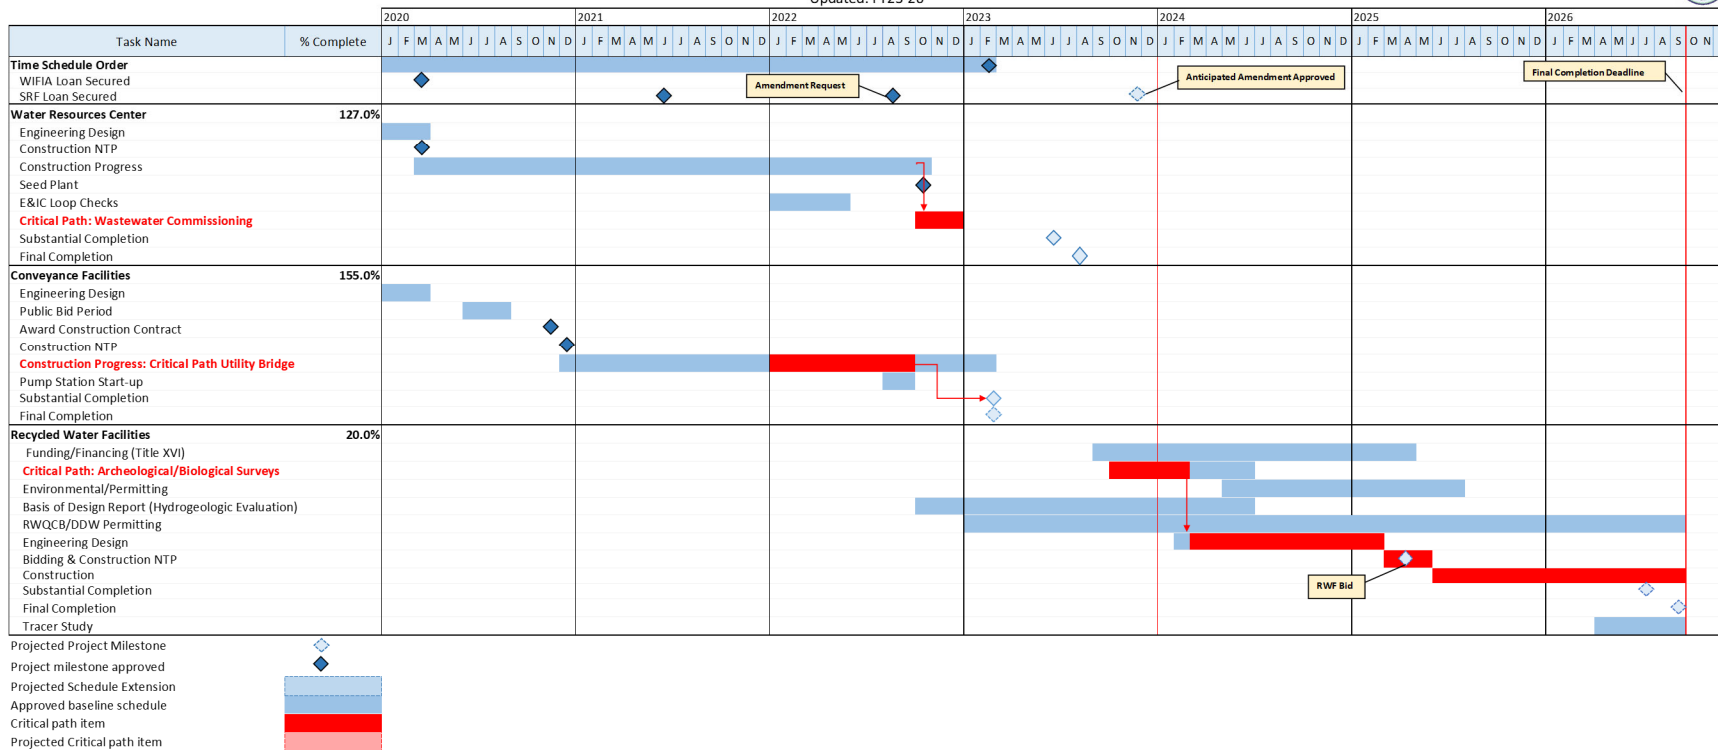 Updated: FY25-26
2020 2021 2022 2023 2024 2025 2026
Task Name % Complete J F M A M J J A S O N D J F M A M J J A S O N D J F M A M J J A S O N D J F M A M J J A S O N D J F M A M J J A S O N D J F M A M J J A S O N D J F M A M J J A S O N
Time Schedule Order
WIFIA Loan Secured
Anticipated Amendment Approved
Final Completion Deadline
SRF Loan Secured
Amendment Request
Water Resources Center 127.0%
Engineering Design
Construction NTP
Construction Progress
Seed Plant
E&IC Loop Checks
Critical Path: Wastewater Commissioning
Substantial Completion
Final Completion
Conveyance Facilities 155.0%
Engineering Design
Public Bid Period
Award Construction Contract
Construction NTP
Construction Progress: Critical Path Utility Bridge
Pump Station Start-up
Substantial Completion
Final Completion
Recycled Water Facilities 20.0%
Funding/Financing (Title XVI)
Critical Path: Archeological/Biological Surveys
Environmental/Permitting
Basis of Design Report (Hydrogeologic Evaluation)
RWQCB/DDW Permitting
Engineering Design
Bidding & Construction NTP
Construction
Substantial Completion
RWF Bid
Final Completion
Tracer Study
Projected Project Milestone
Project milestone approved
Projected Schedule Extension
Approved baseline schedule
Critical path item
Projected Critical path item